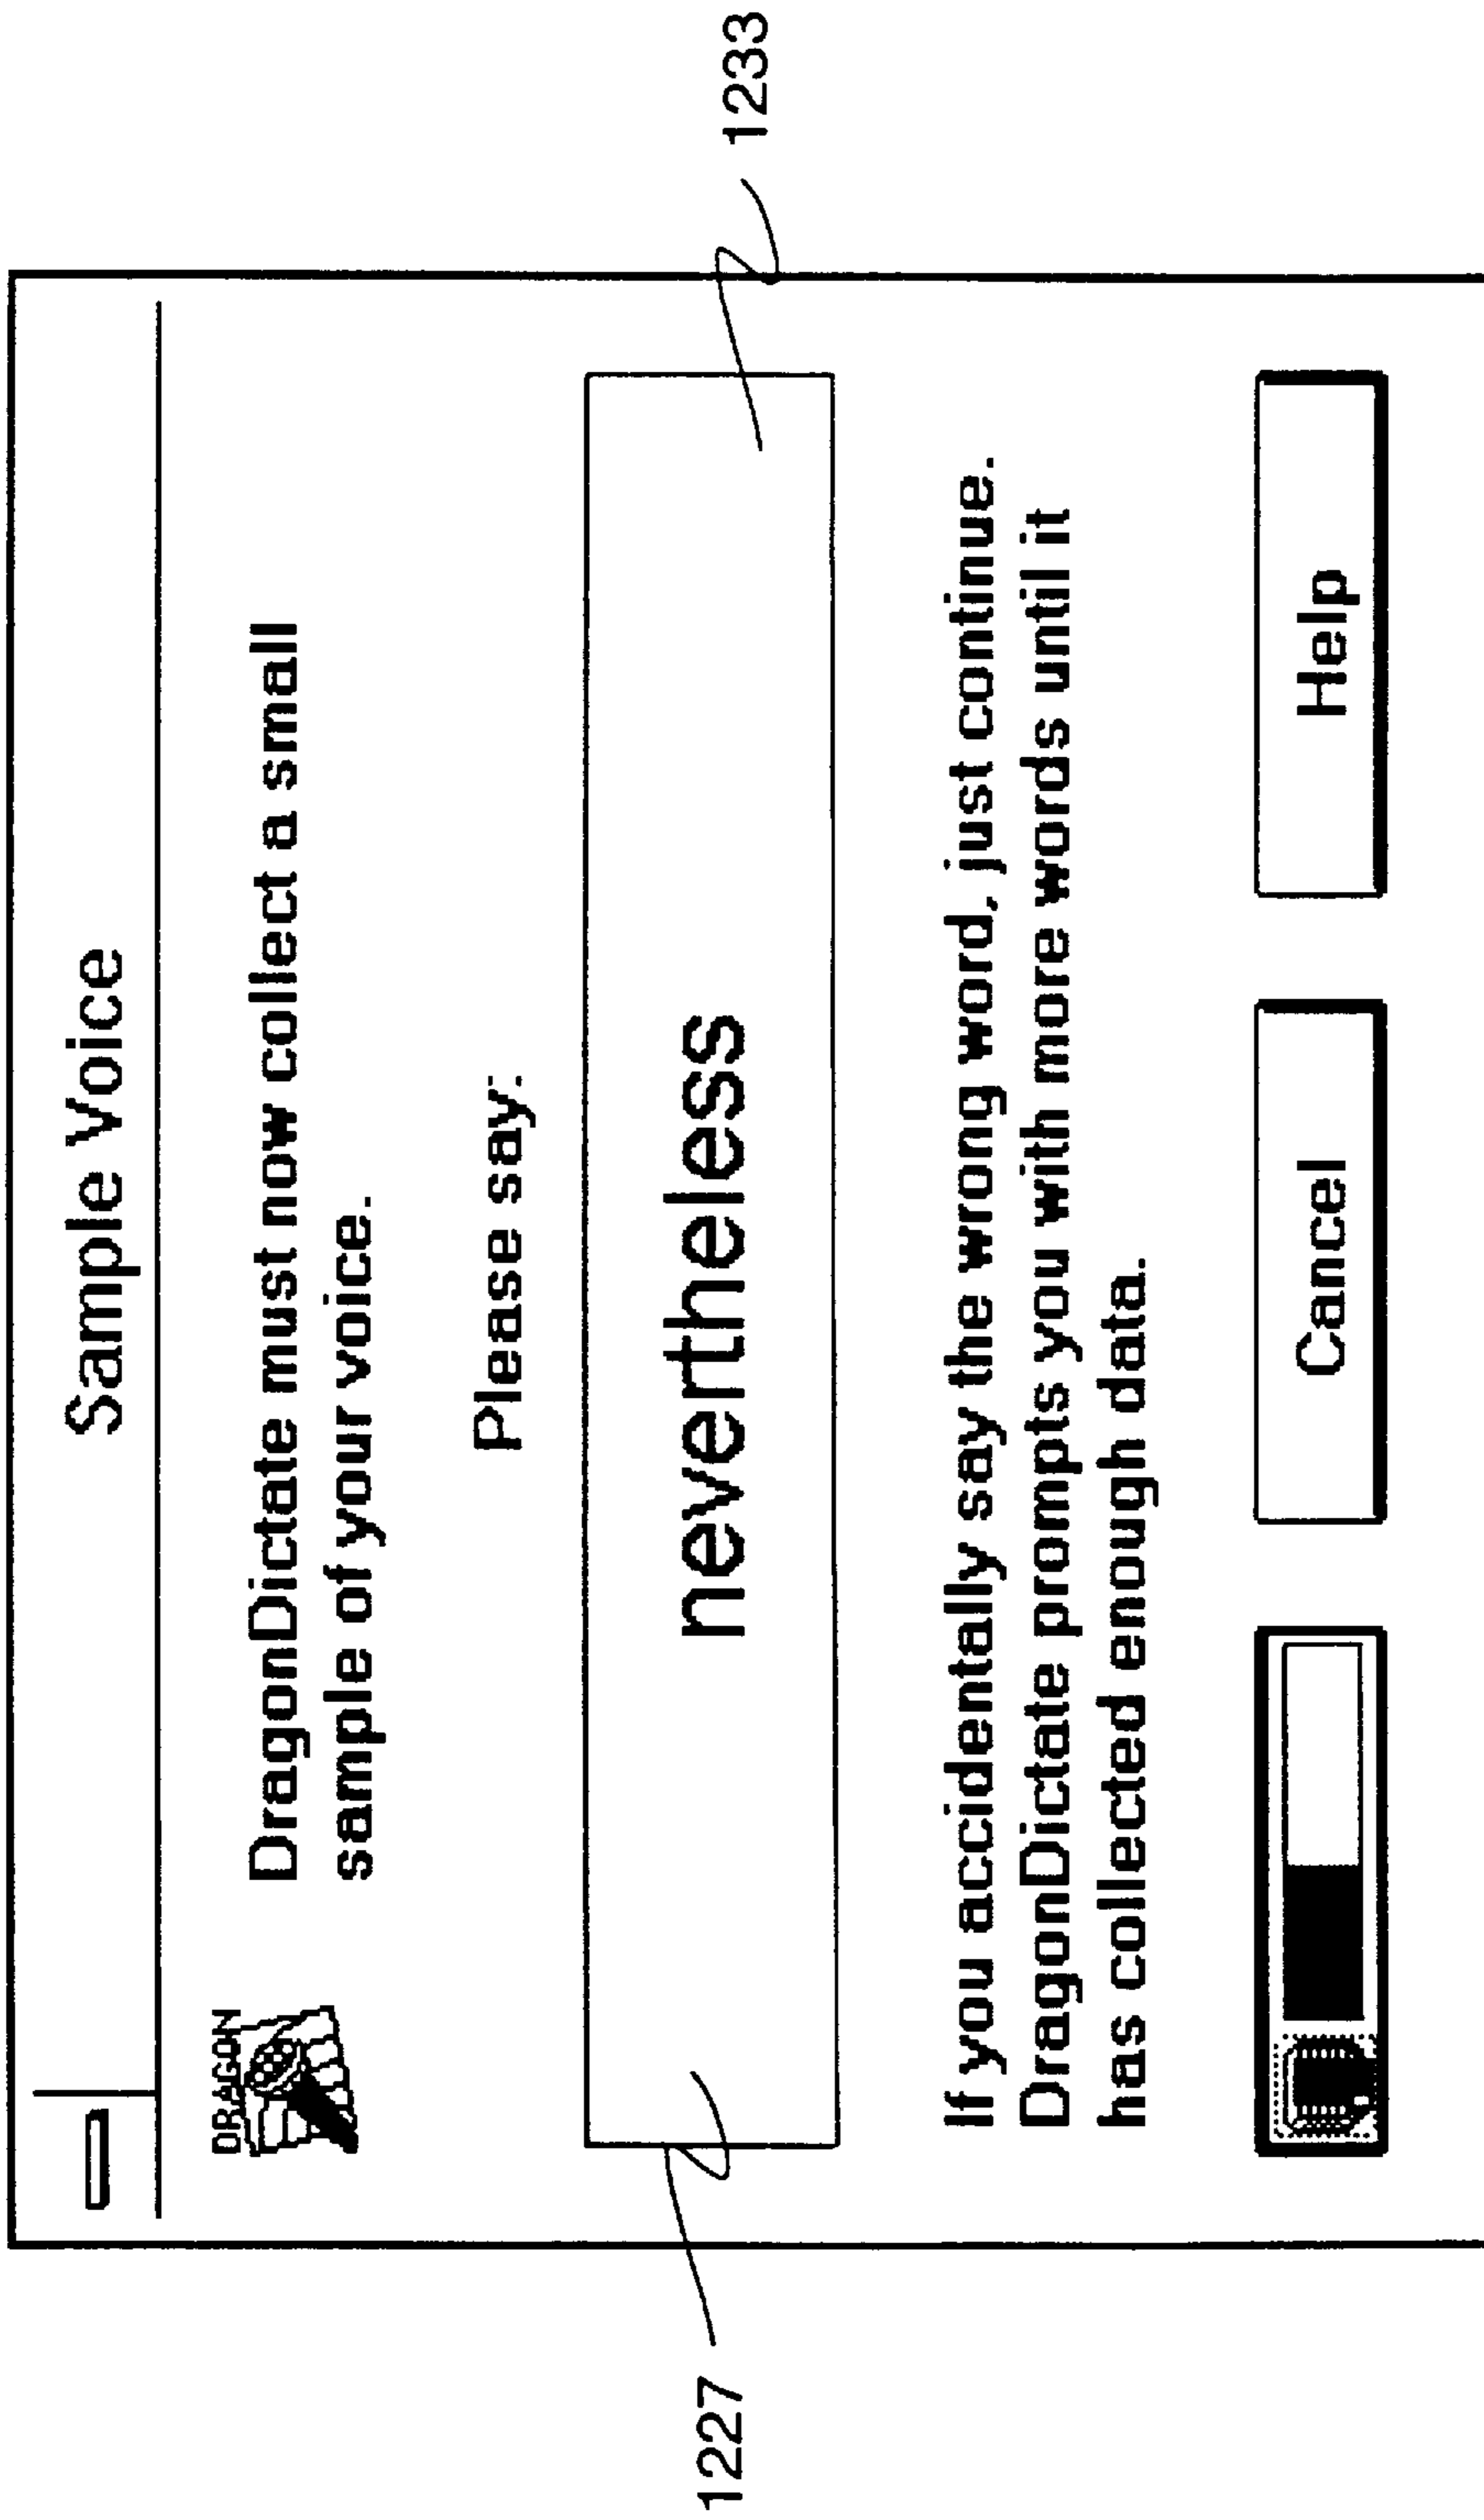 Sample Voice
DRAGON
DragonDictate must now collect a small
sample of your voice.
Please say:
nevertheless
1227
1233
If you accidentally say the wrong word, just continue.
DragonDictate prompts you with more words until it
has collected enough data.
Cancel
Help